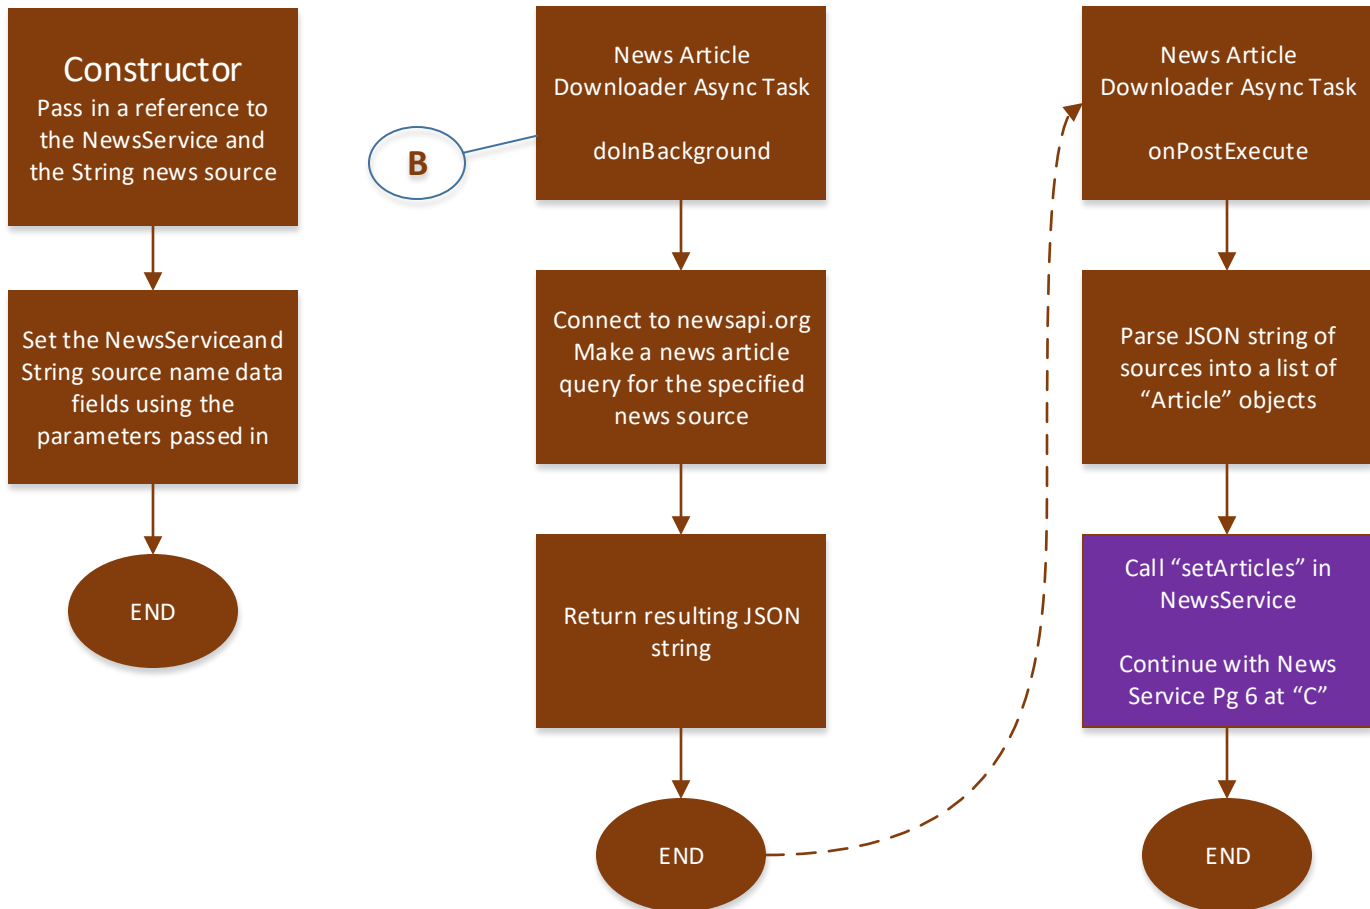 Constructor
Pass in a reference to
the NewsService and
the String news source
Set the NewsServiceand
String source name data
fields using the
parameters passed in
END
B
News Article
Downloader Async Task
doInBackground
Connect to newsapi.org
Make a news article
query for the specified
news source
Return resulting JSON
string
END
News Article
Downloader Async Task
onPostExecute
Parse JSON string of
sources into a list of
“Article” objects
Call “setArticles” in
NewsService
Continue with News
Service Pg 6 at “C”
END